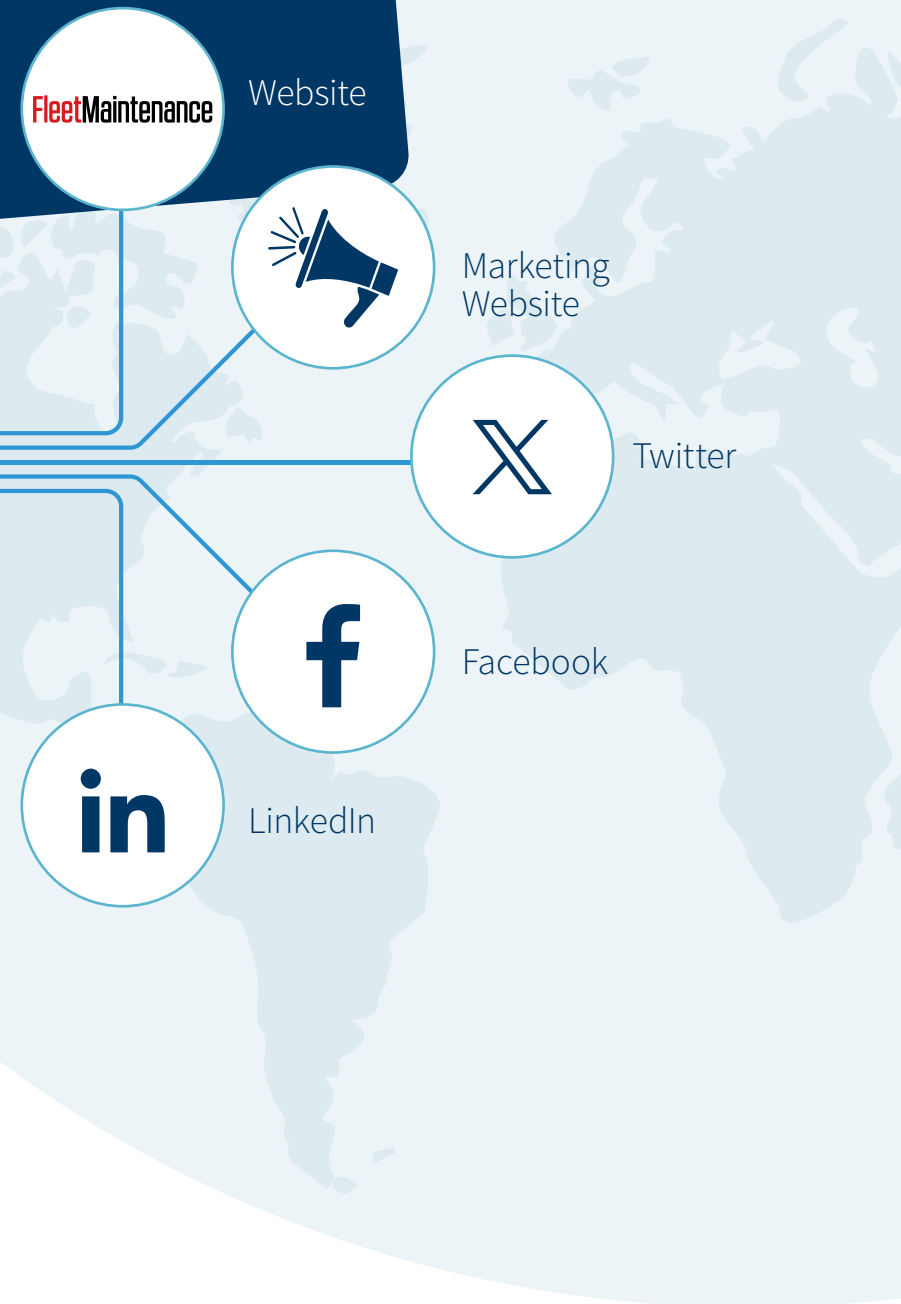 FleetMaintenance
Website
Marketing
Website
X
Twitter
f
Facebook
in
LinkedIn